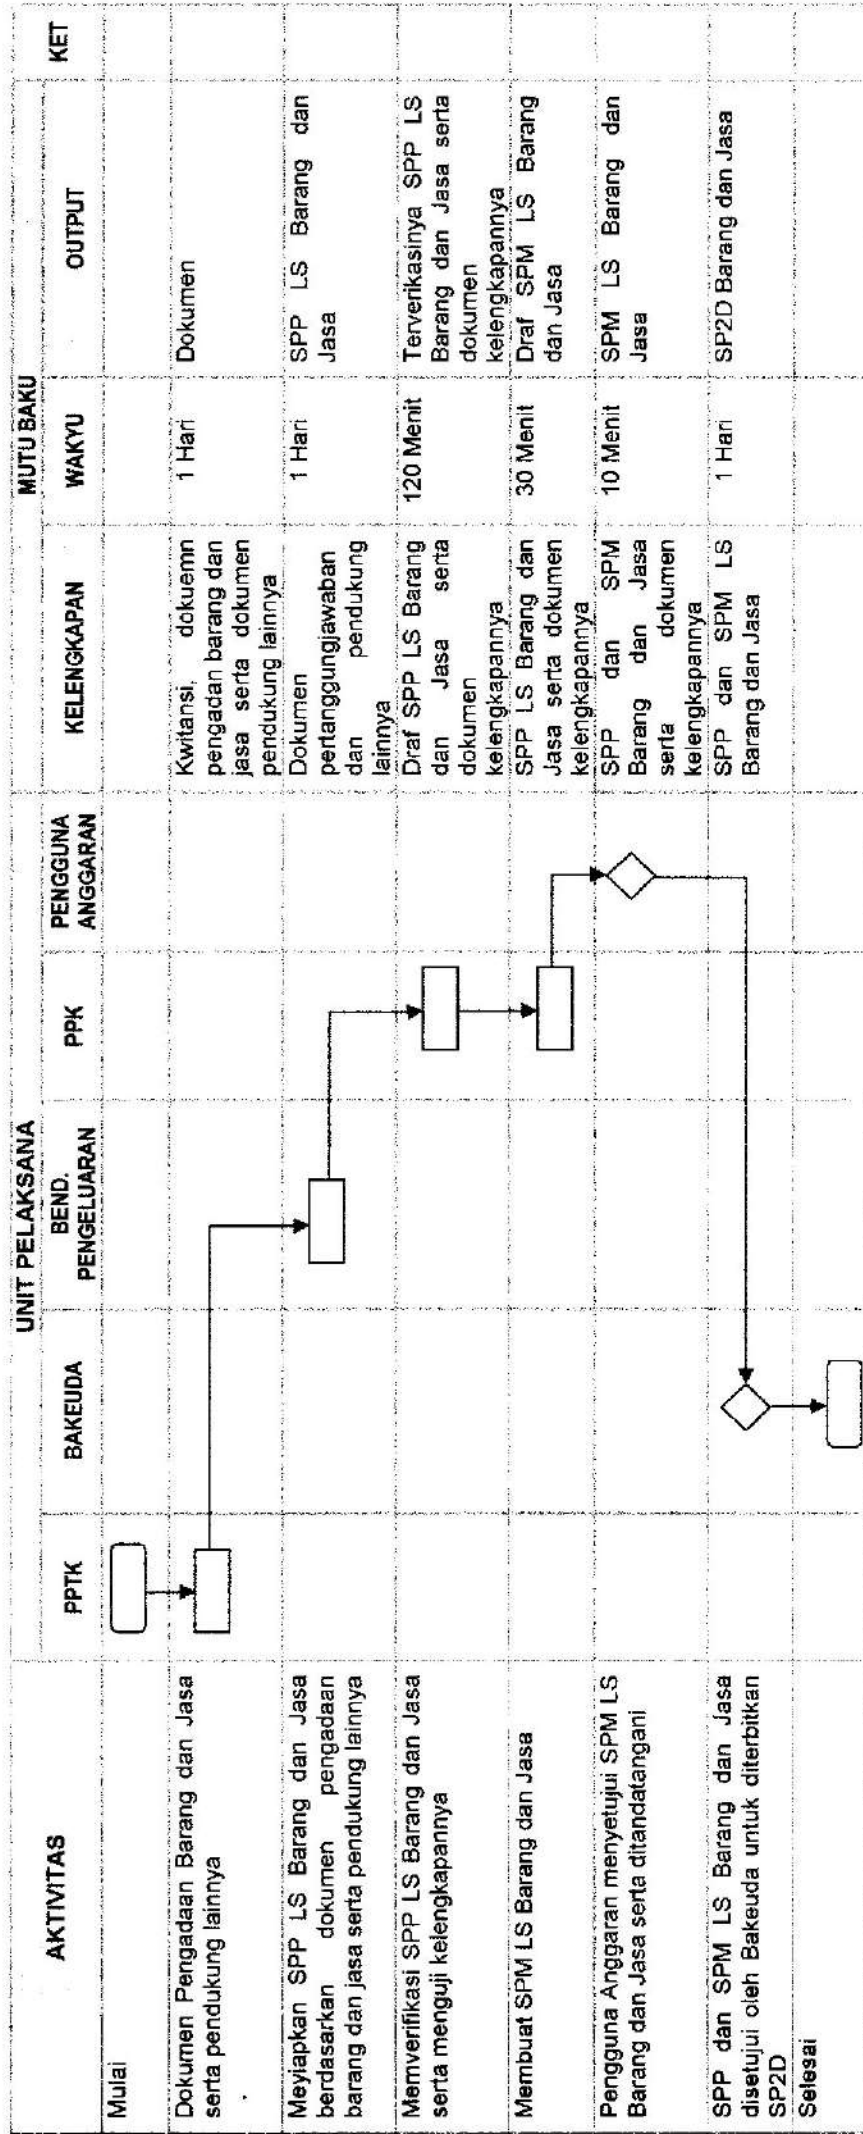 AKTIVITAS
UNIT PELAKSANA
MUTU BAKU
KET
PPTK
BAKEUDA
BEND.
PENGELUARAN
PPK
PENGGUNA
ANGGARAN
KELENGKAPAN
WAKYU
OUTPUT
Mulai
Dokumen Pengadaan Barang dan Jasa
serta pendukung lainnya
Kwitansi, dokuemn
pengadan barang dan
jasa serta dokumen
pendukung lainnya
1 Hari
Dokumen
Meyiapkan SPP LS Barang dan Jasa
berdasarkan dokumen pengadaan
barang dan jasa serta pendukung lainnya
Dokumen
pertanggungjawaban
dan pendukung
lainnya
1 Hari
SPP LS Barang dan
Jasa
Memverifikasi SPP LS Barang dan Jasa
serta menguji kelengkapannya
Draf SPP LS Barang
dan Jasa serta
dokumen
kelengkapannya
120 Menit
Terverikasinya SPP LS
Barang dan Jasa serta
dokumen
kelengkapannya
Membuat SPM LS Barang dan Jasa
SPP LS Barang dan
Jasa serta dokumen
kelengkapannya
30 Menit
Draf SPM LS Barang
dan Jasa
Pengguna Anggaran menyetujui SPM LS
Barang dan Jasa serta ditandatangani
SPP dan SPM
Barang dan Jasa
serta dokumen
kelengkapannya
10 Menit
SPM LS Barang dan
Jasa
SPP dan SPM LS Barang dan Jasa
disetujui oleh Bakeuda untuk diterbitkan
SP2D
SPP dan SPM LS
Barang dan Jasa
1 Hari
SP2D Barang dan Jasa
Selesai